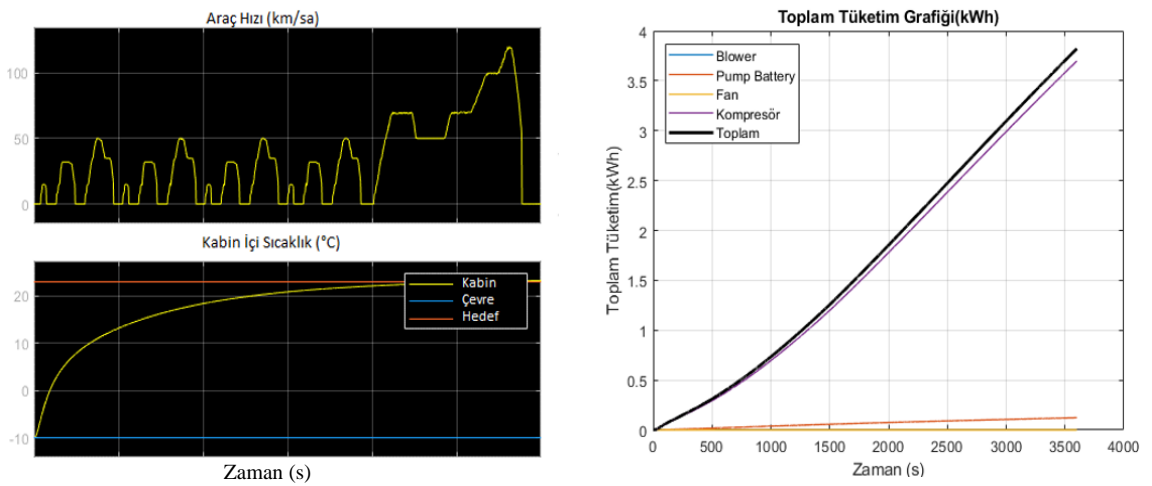 Araç Hızı (km/sa)
100
50
0
Kabin İçi Sıcaklık (°C)
20
10
0
-10
Kabin
Çevre
Hedef
Zaman (s)
Toplam Tüketim Grafiği(kWh)
Toplam Tüketim(kWh)
4
3.5
3
2.5
2
1.5
1
0.5
0
Blower
Pump Battery
Fan
Kompresör
Toplam
0 500 1000 1500 2000 2500 3000 3500 4000
Zaman (s)